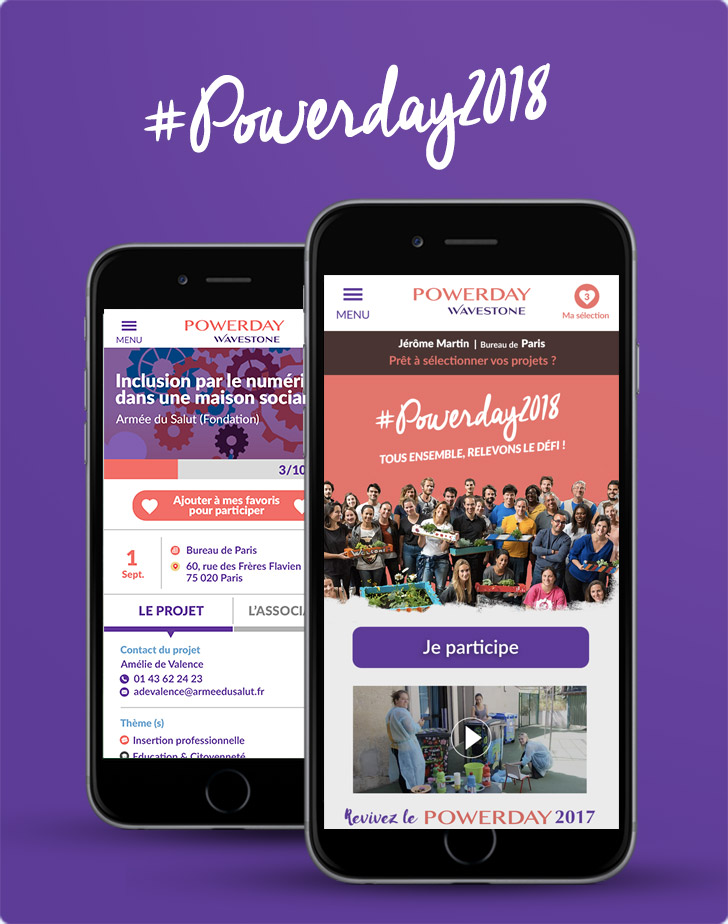 #Powerday2018
MENU
POWERDAY
WAVESTONE
Inclusion par le numéri
dans une maison socia
Armée du Salut (Fondation)
3/10
Ajouter à mes favoris
pour participer
1
Sept.
Bureau de Paris
60, rue des Frères Flavien
75 020 Paris
LE PROJET
L'ASSOCI
Contact du projet
Amélie de Valence
01 43 62 24 23
adevalence@armeedusalut.fr
Thème (s)
Insertion professionnelle
Education & Citoyenneté
MENU
POWERDAY
WAVESTONE
3
Ma sélection
Jérôme Martin | Bureau de Paris
Prêt à sélectionner vos projets ?
#Powerday2018
TOUS ENSEMBLE, RELEVONS LE DÉFI !
Je participe
Revivez le POWERDAY 2017